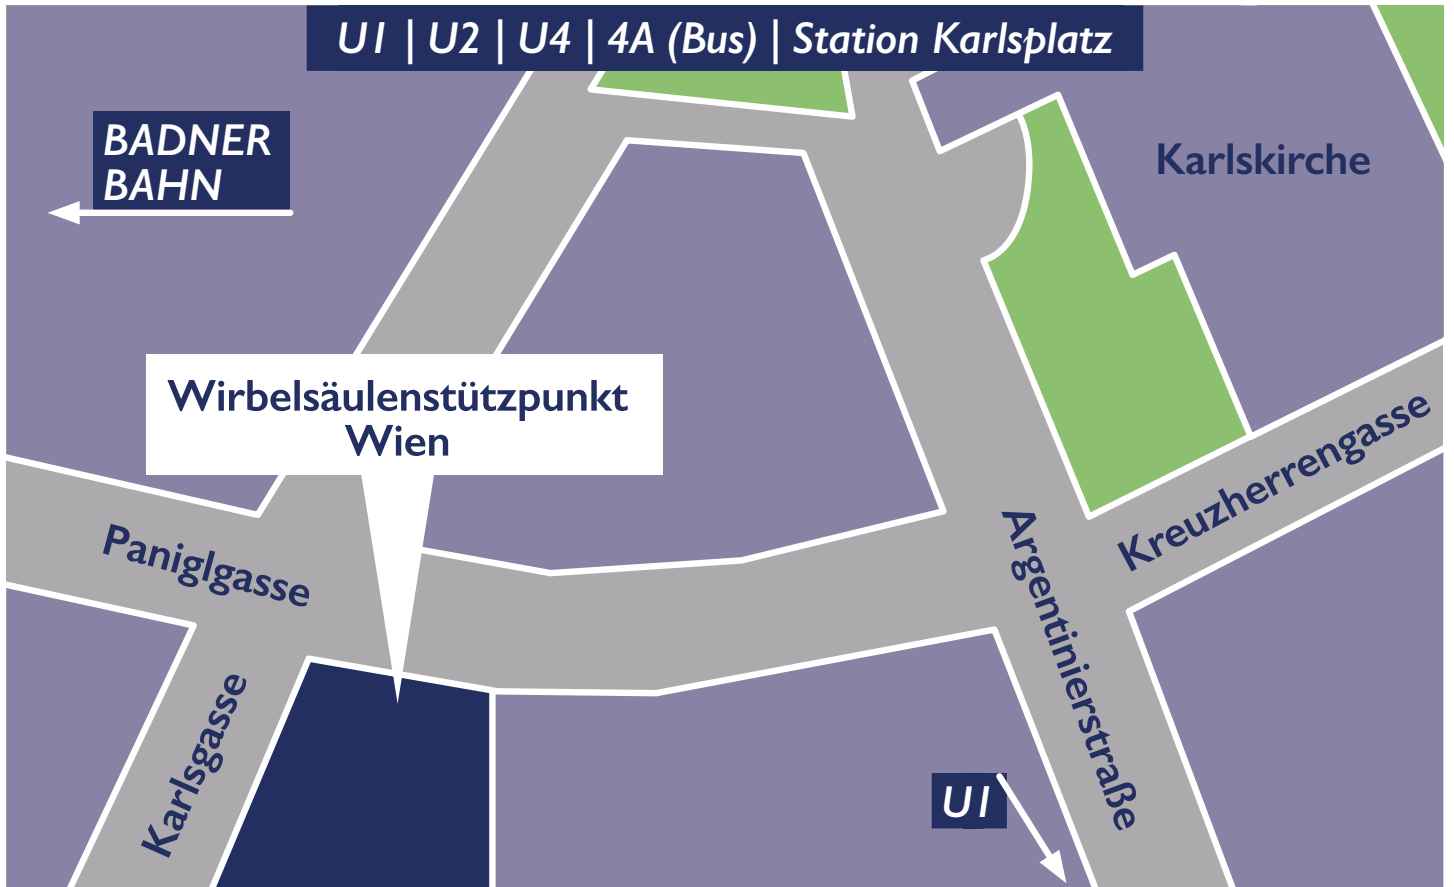 U1 | U2 | U4 | 4A (Bus) | Station Karlsplatz
BADNER
BAHN
Karlskirche
Wirbelsäulenstützpunkt
Wien
Kreuzherrengasse
Paniglgasse
Argentinierstraße
Karlsgasse
U1